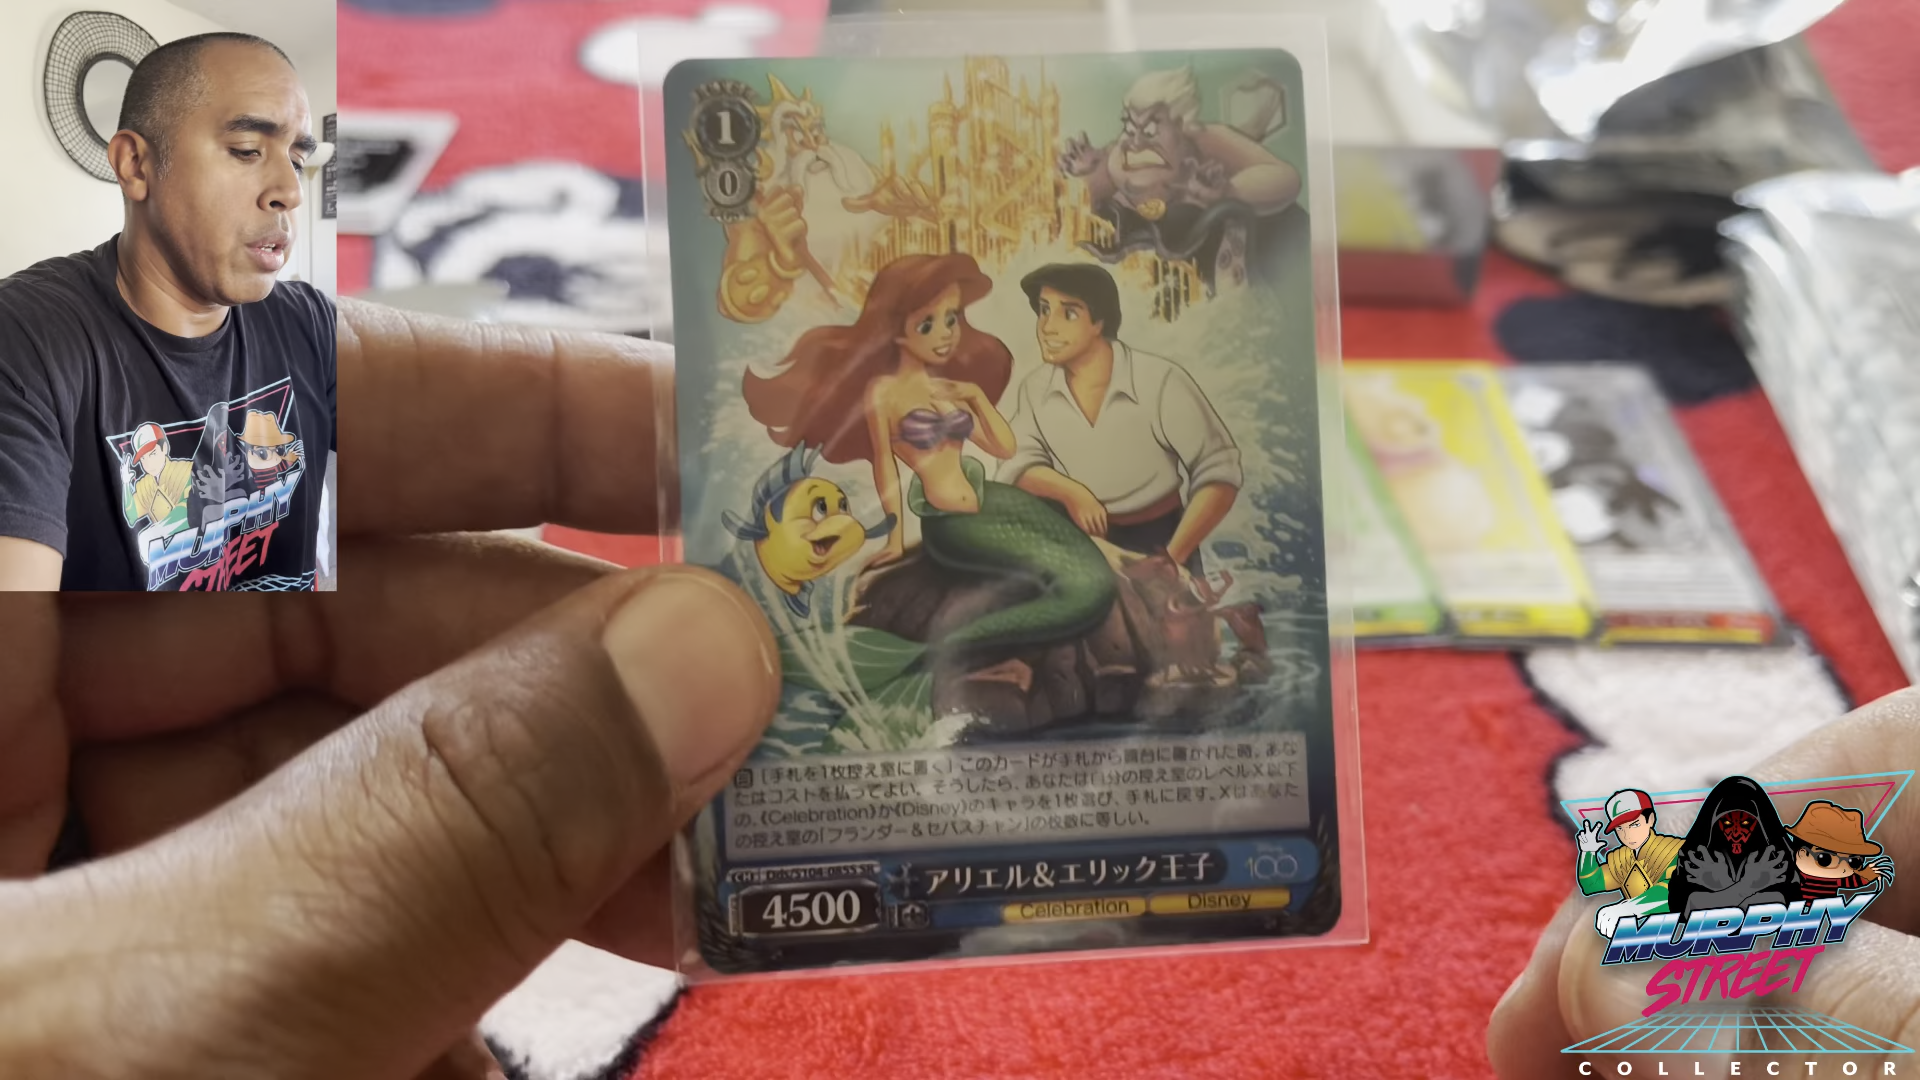 1
0
自【[手札を1枚控え室に置く] このカードが手札から舞台に置かれた時、あな
たはコストを払ってよい。そうしたら、あなたは自分の控え室のレベルX以下
の、《Celebration》か《Disney》のキャラを1枚選び、手札に戻す。Xはあなた
の控え室の「フランダー&セバスチャン」の枚数に等しい。
アリエル&エリック王子
100
4500
Celebration
Disney
MURPHY
STREET
MURPHY
STREET
COLLECTOR